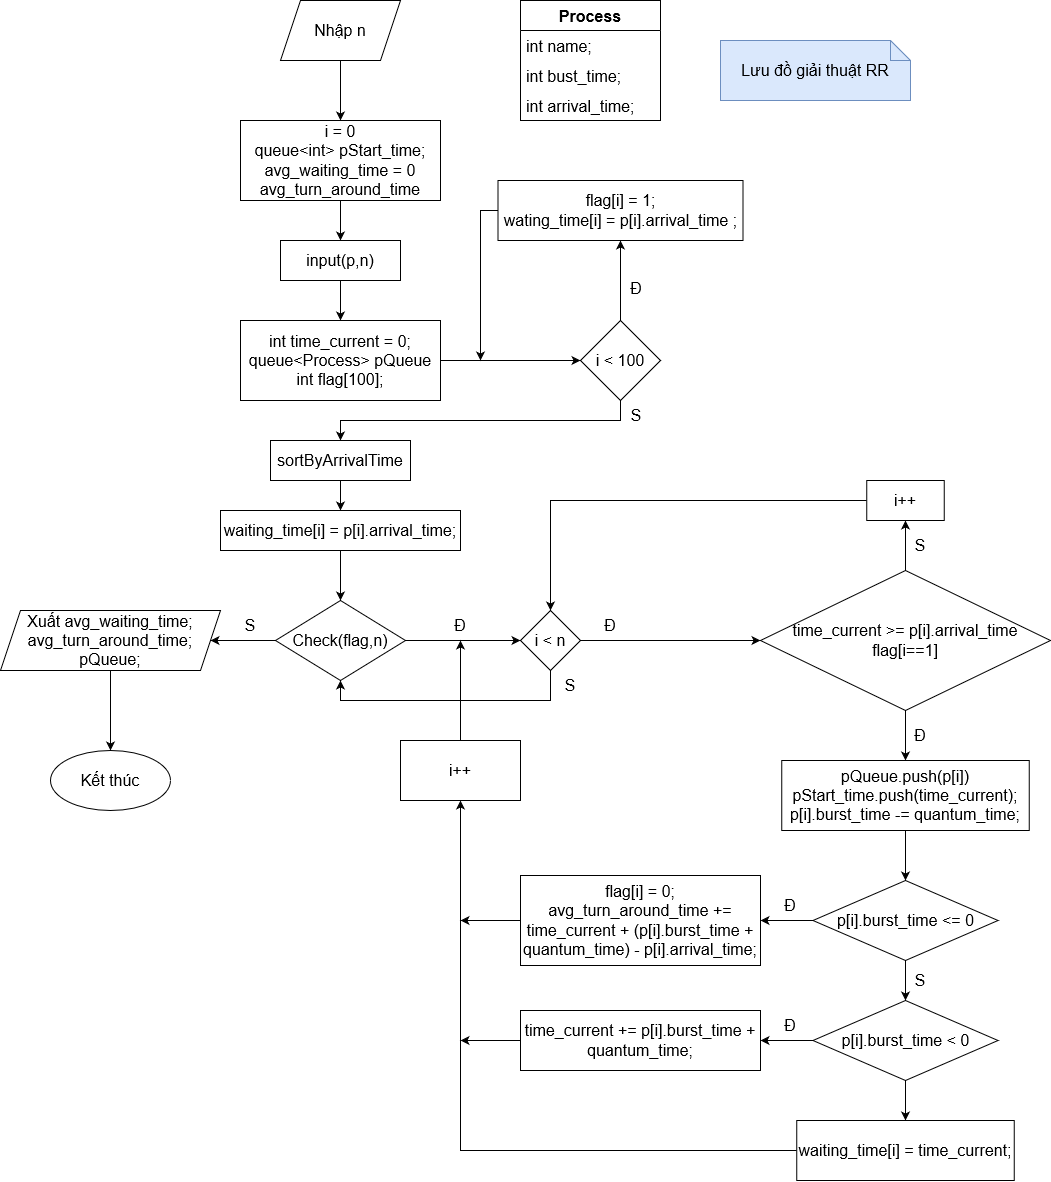 Nhập n
Process
int name;
int bust_time;
int arrival_time;
Lưu đồ giải thuật RR
i = 0
queue<int> pStart_time;
avg_waiting_time = 0
avg_turn_around_time
flag[i] = 1;
wating_time[i] = p[i].arrival_time ;
input(p,n)
Đ
int time_current = 0;
queue<Process> pQueue
int flag[100];
i < 100
S
sortByArrivalTime
waiting_time[i] = p[i].arrival_time;
i++
S
Xuất avg_waiting_time;
avg_turn_around_time;
pQueue;
S
Check(flag,n)
Đ
i < n
Đ
time_current >= p[i].arrival_time
flag[i==1]
S
Đ
Kết thúc
i++
pQueue.push(p[i])
pStart_time.push(time_current);
p[i].burst_time -= quantum_time;
flag[i] = 0;
avg_turn_around_time +=
time_current + (p[i].burst_time +
quantum_time) - p[i].arrival_time;
Đ
p[i].burst_time <= 0
S
time_current += p[i].burst_time +
quantum_time;
Đ
p[i].burst_time < 0
waiting_time[i] = time_current;